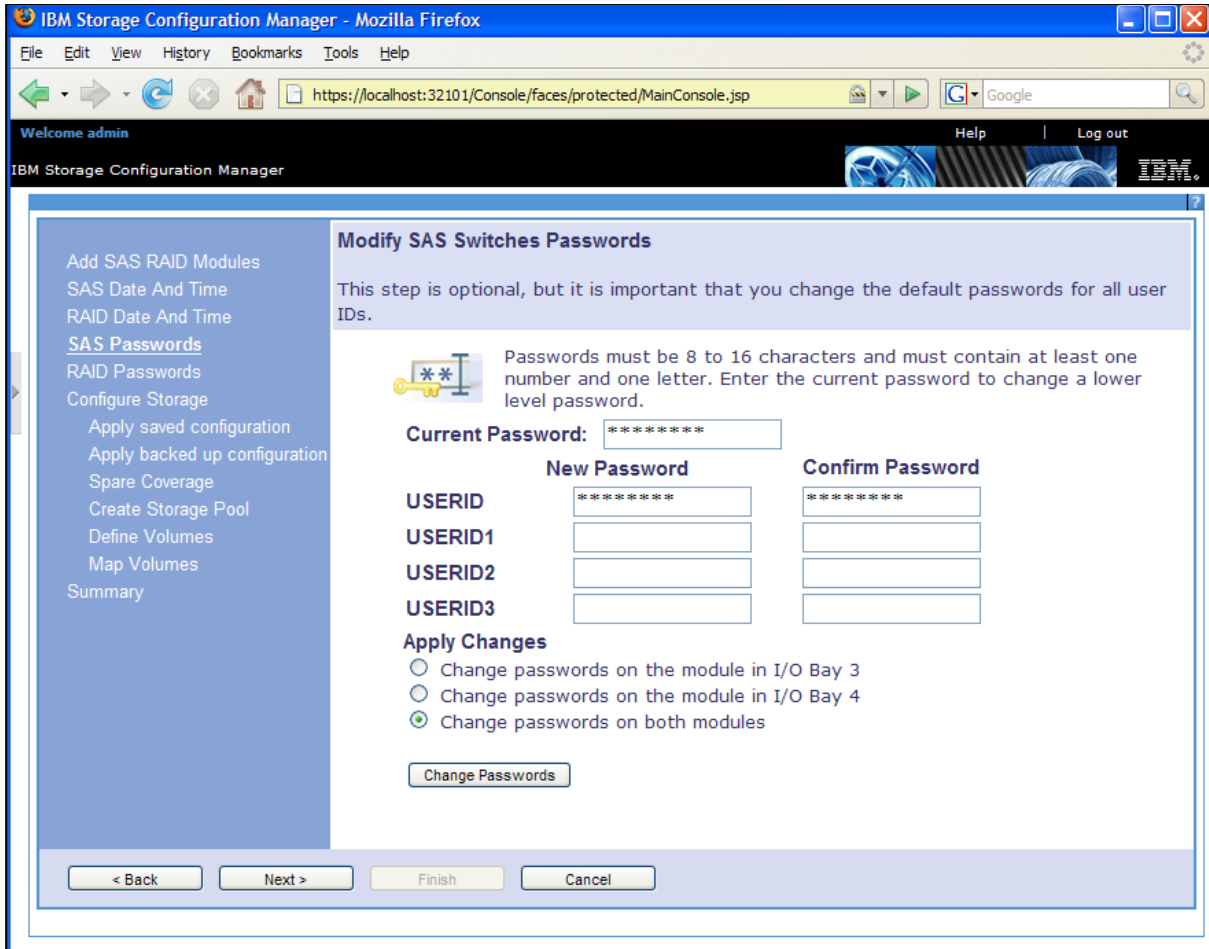 IBM Storage Configuration Manager - Mozilla Firefox
File Edit View History Bookmarks Tools Help
https://localhost:32101/Console/faces/protected/MainConsole.jsp
G Google
Welcome admin
Help | Log out
IBM Storage Configuration Manager
IBM.
?
Add SAS RAID Modules
SAS Date And Time
RAID Date And Time
SAS Passwords
RAID Passwords
Configure Storage
Apply saved configuration
Apply backed up configuration
Spare Coverage
Create Storage Pool
Define Volumes
Map Volumes
Summary
Modify SAS Switches Passwords
This step is optional, but it is important that you change the default passwords for all user
IDs.
**
Passwords must be 8 to 16 characters and must contain at least one
number and one letter. Enter the current password to change a lower
level password.
Current Password: ********
New Password Confirm Password
USERID ******** ********
USERID1
USERID2
USERID3
Apply Changes
Change passwords on the module in I/O Bay 3
Change passwords on the module in I/O Bay 4
Change passwords on both modules
Change Passwords
< Back Next > Finish Cancel